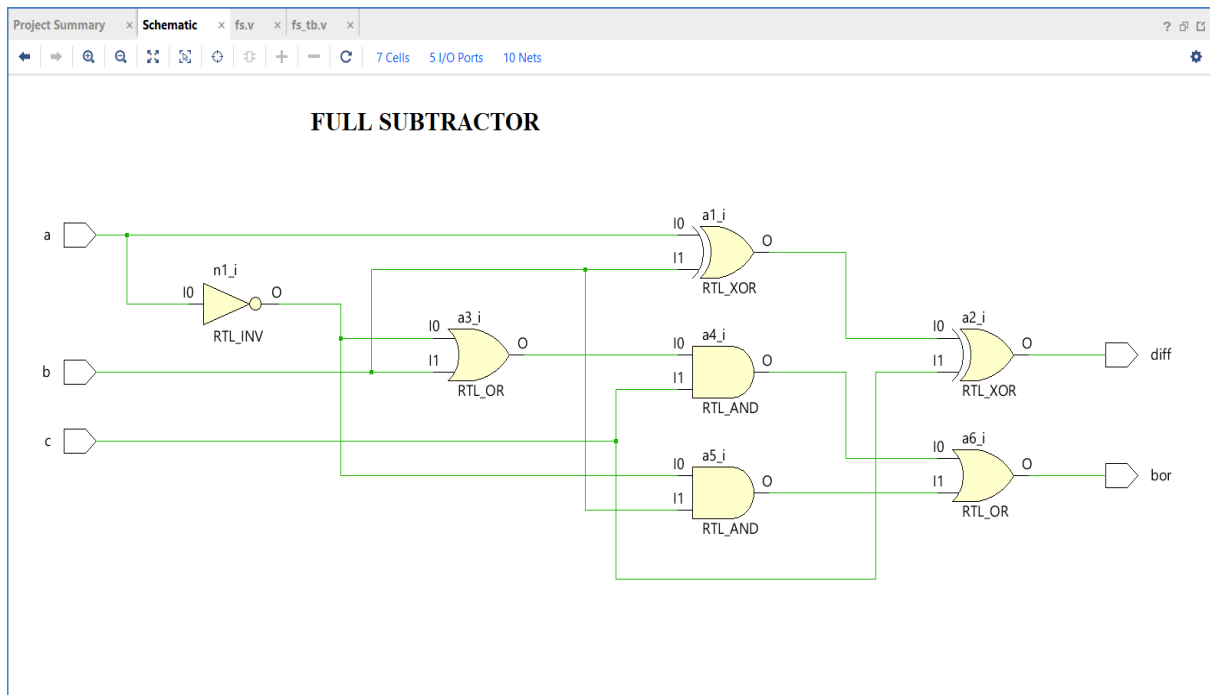 Project Summary × Schematic × fs.v × fs_tb.v × ?
7 Cells 5 I/O Ports 10 Nets
FULL SUBTRACTOR
a1_i
a I0 O
I1
n1_i RTL_XOR
I0 O
RTL_INV
a3_i a2_i
I0 O
I1
RTL_OR
a4_i
I0 O
I1
RTL_AND
I0 O diff
I1
RTL_XOR
b
c
a5_i
I0 O
I1
RTL_AND
a6_i
I0 O bor
I1
RTL_OR